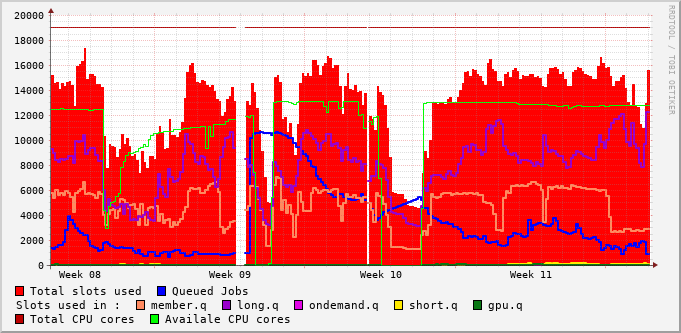 20000
18000
16000
14000
12000
10000
8000
6000
4000
2000
0
Week 08 Week 09 Week 10 Week 11
RRDTOOL / TOBI OETIKER
Total slots used Queued Jobs
Slots used in : member.q long.q ondemand.q short.q gpu.q
Total CPU cores Availale CPU cores